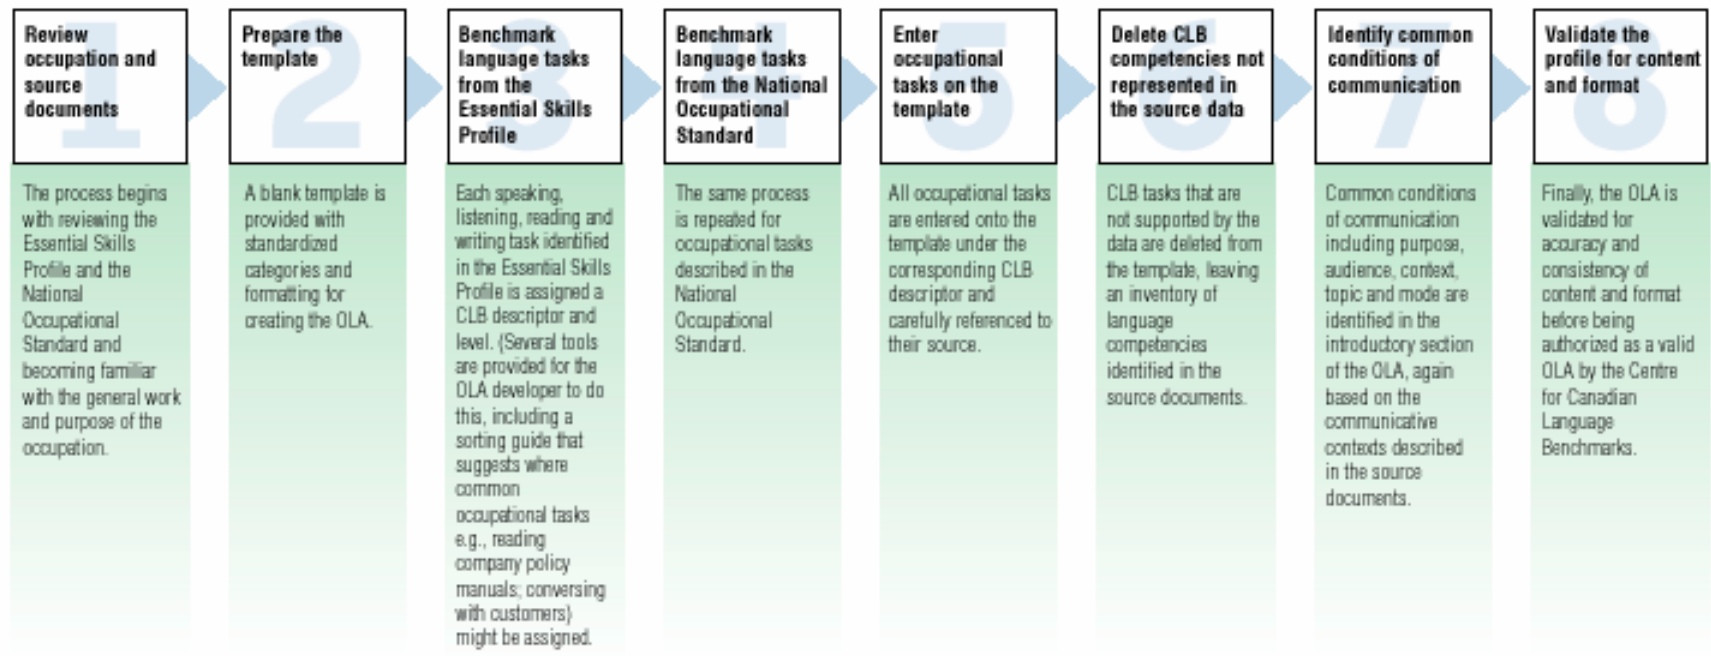 1
Review
occupation and
source
documents
The process begins
with reviewing the
Essential Skills
Profile and the
National
Occupational
Standard and
becoming familiar
with the general work
and purpose of the
occupation.
2
Prepare the
template
A blank template is
provided with
standardized
categories and
formatting for
creating the OLA.
3
Benchmark
language tasks
from the
Essential Skills
Profile
Each speaking,
listening, reading and
writing task identified
in the Essential Skills
Profile is assigned a
CLB descriptor and
level. (Several tools
are provided for the
OLA developer to do
this, including a
sorting guide that
suggests where
common
occupational tasks
e.g., reading
company policy
manuals; conversing
with customers)
might be assigned.
4
Benchmark
language tasks
from the National
Occupational
Standard
The same process
is repeated for
occupational tasks
described in the
National
Occupational
Standard.
5
Enter
occupational
tasks on the
template
All occupational tasks
are entered onto the
template under the
corresponding CLB
descriptor and
carefully referenced to
their source.
6
Delete CLB
competencies not
represented in
the source data
CLB tasks that are
not supported by the
data are deleted from
the template, leaving
an inventory of
language
competencies
identified in the
source documents.
7
Identify common
conditions of
communication
Common conditions
of communication
including purpose,
audience, context,
topic and mode are
identified in the
introductory section
of the OLA, again
based on the
communicative
contexts described
in the source
documents.
8
Validate the
profile for content
and format
Finally, the OLA is
validated for
accuracy and
consistency of
content and format
before being
authorized as a valid
OLA by the Centre
for Canadian
Language
Benchmarks.